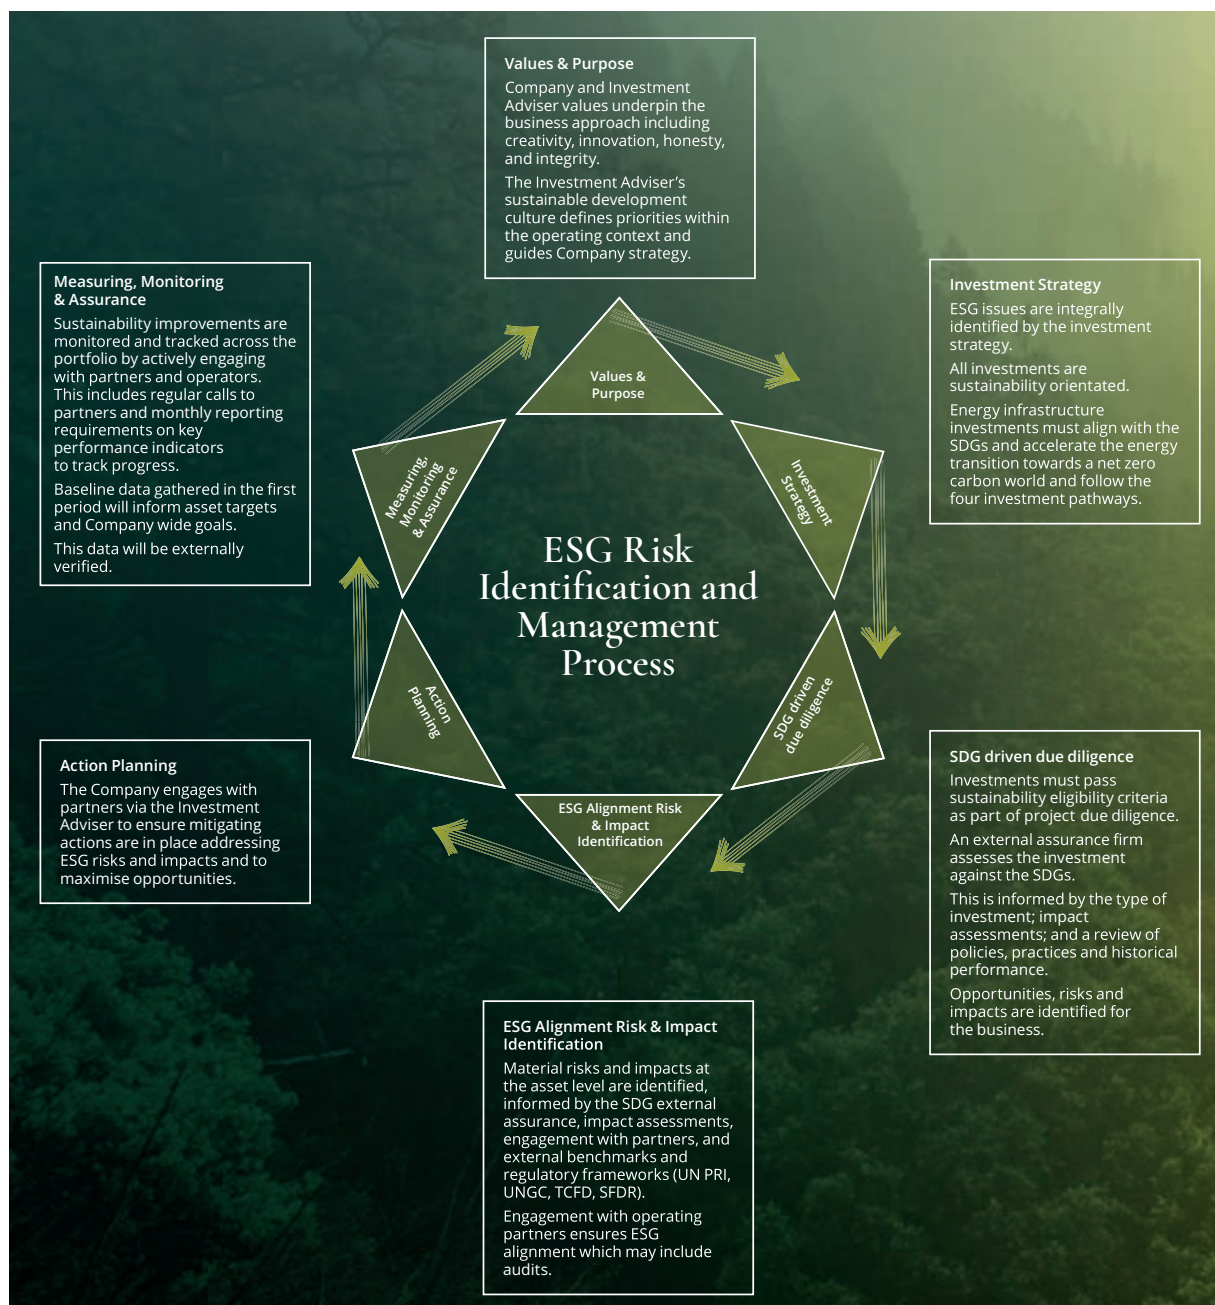 Values & Purpose
Company and Investment
Adviser values underpin the
business approach including
creativity, innovation, honesty,
and integrity.
The Investment Adviser’s
sustainable development
culture defines priorities within
the operating context and
guides Company strategy.
Measuring, Monitoring
& Assurance
Sustainability improvements are
monitored and tracked across the
portfolio by actively engaging
with partners and operators.
This includes regular calls to
partners and monthly reporting
requirements on key
performance indicators
to track progress.
Baseline data gathered in the first
period will inform asset targets
and Company wide goals.
This data will be externally
verified.
Investment Strategy
ESG issues are integrally
identified by the investment
strategy.
All investments are
sustainability orientated.
Energy infrastructure
investments must align with the
SDGs and accelerate the energy
transition towards a net zero
carbon world and follow the
four investment pathways.
Values &
Purpose
Measuring,
Monitoring
& Assurance
Investment
Strategy
ESG Risk
Identification and
Management
Process
Action
Planning
SDG driven
due diligence
ESG Alignment Risk
& Impact
Identification
Action Planning
The Company engages with
partners via the Investment
Adviser to ensure mitigating
actions are in place addressing
ESG risks and impacts and to
maximise opportunities.
SDG driven due diligence
Investments must pass
sustainability eligibility criteria
as part of project due diligence.
An external assurance firm
assesses the investment
against the SDGs.
This is informed by the type of
investment; impact
assessments; and a review of
policies, practices and historical
performance.
Opportunities, risks and
impacts are identified for
the business.
ESG Alignment Risk & Impact
Identification
Material risks and impacts at
the asset level are identified,
informed by the SDG external
assurance, impact assessments,
engagement with partners, and
external benchmarks and
regulatory frameworks (UN PRI,
UNGC, TCFD, SFDR).
Engagement with operating
partners ensures ESG
alignment which may include
audits.